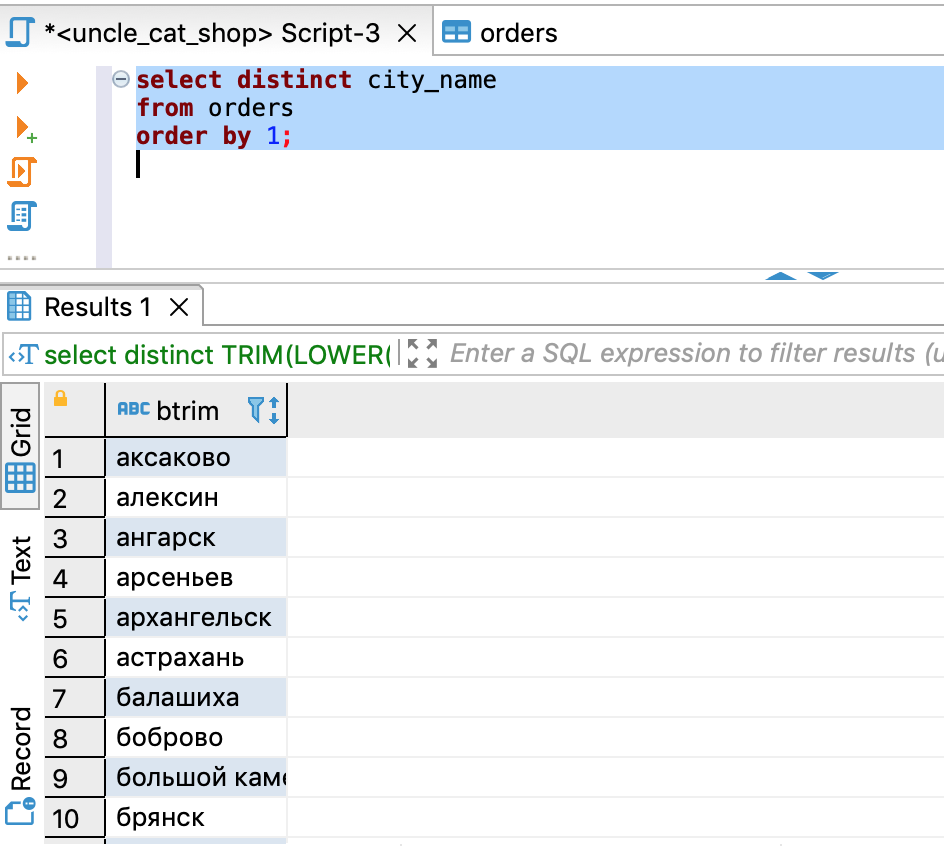 *<uncle_cat_shop> Script-3
orders
select distinct city_name
from orders
order by 1;
Results 1
select distinct TRIM(LOWER(
Enter a SQL expression to filter results (u
Grid
Text
Record
ABC btrim
1 аксаково
2 алексин
3 ангарск
4 арсеньев
5 архангельск
6 астрахань
7 балашиха
8 боброво
9 большой
10 брянск